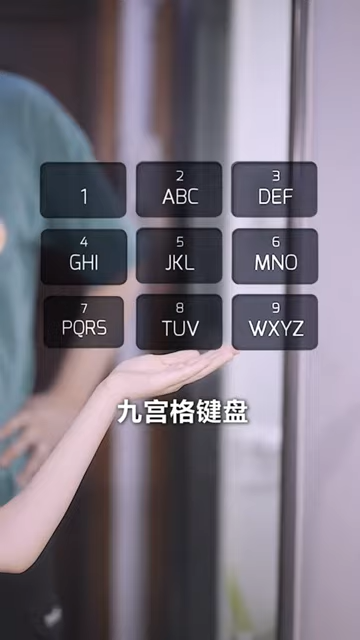 2 3
1 ABC DEF
4 5 6
GHI JKL MNO
7 8 9
PQRS TUV WXYZ
九宫格键盘